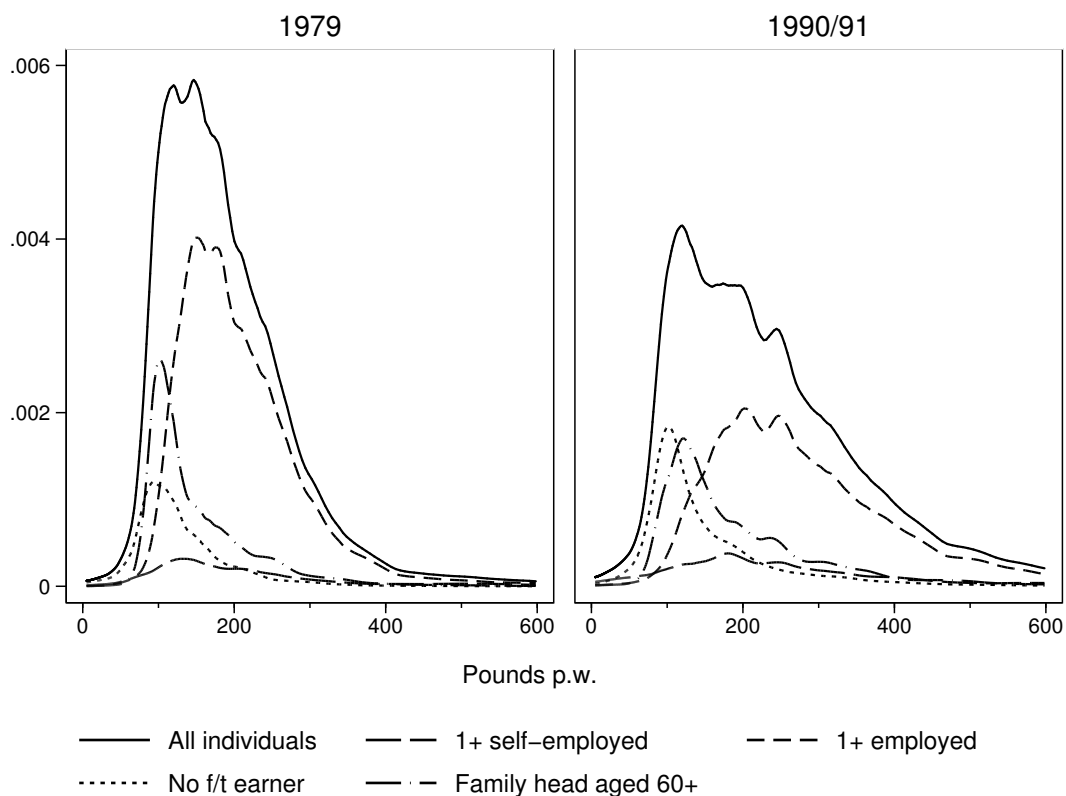 1979 1990/91
.006
.004
.002
0
0 200 400 600 0 200 400 600
Pounds p.w.
All individuals 1+ self−employed 1+ employed
No f/t earner Family head aged 60+